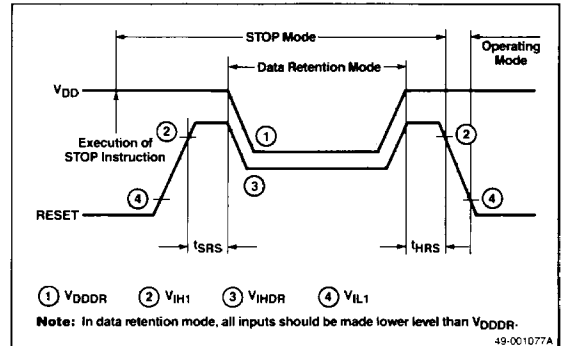 STOP Mode
Operating
Mode
Data Retention Mode
VDD
②
①
②
Execution of
STOP Instruction
③
④
④
RESET
tSRS
tHRS
① VDDDR ② VIH1 ③ VIHDR ④ VIL1
Note: In data retention mode, all inputs should be made lower level than VDDDR.
49-001077A